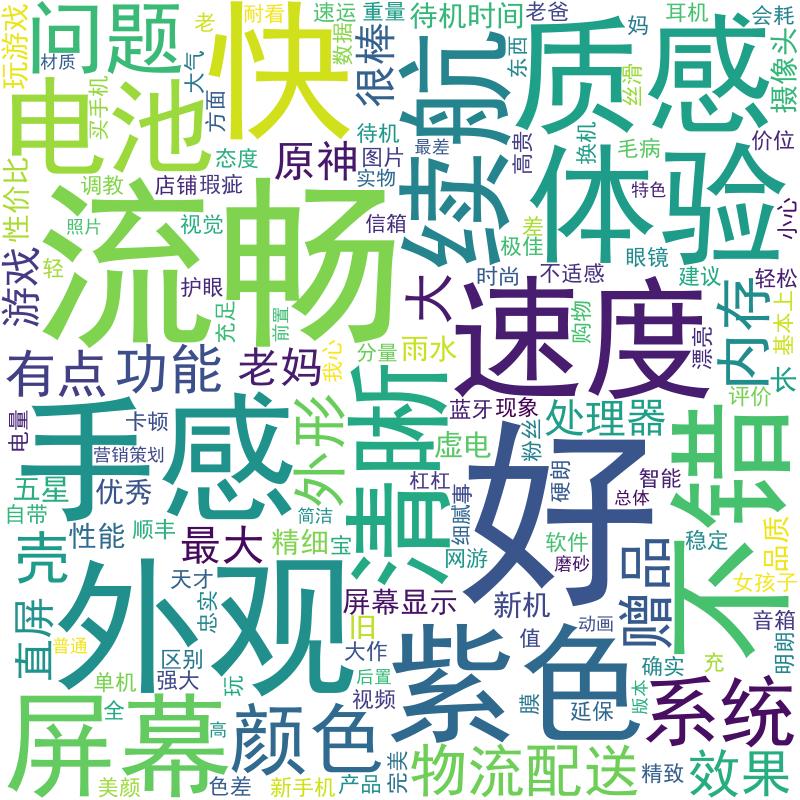 玩游戏
问题
快
老
耐看
速运
重量
待机时间
老爸
耳机
会耗
材质
买手机
大气
方面
数据
很棒
续航
东西
质感
妈
丝滑
摄像头
电池
态度
待机
原神
图片
最差
高贵
换机
毛病
价位
体验
特色
性价比
调教
店铺瑕疵
实物
照片
视觉
信箱
差
极佳
眼镜
小心
游戏
轻
流畅
护眼
充足
前置
大
时尚
不适感
建议
轻松
购物
速度
漂亮
内存
基本上
长
有点
功能
老妈
我心
分量
雨水
清晰
评价
电量
手感
卡顿
营销策划
外形
蓝牙
现象
虚电
粉丝
处理器
不错
五星
优秀
自带
性能
顺丰
简洁
杠杠
细腻事
好
硬朗
智能
总体
壳
最大
精细
宝
网游
软件
磨砂
稳定
品质
直屏
外观
天才
忠实
屏幕显示
新机
赠品
女孩子
普通
区别
旧
大作
紫色
值
动画
音箱
明朗
单机
强大
玩
后置
视频
膜
延保
版本
确实
充
系统
屏幕
全
高
颜色
美颜
色差
新手机
产品
完美
物流配送
精致
效果